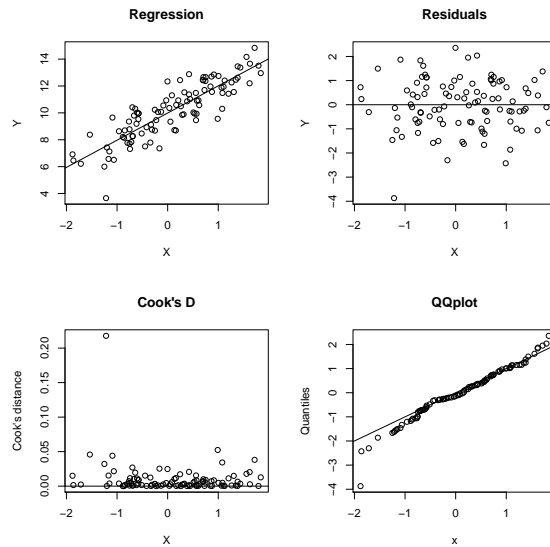 Regression
Y
4 6 8 10 12 14
−2 −1 0 1
X
Residuals
Y
−4 −3 −2 −1 0 1 2
−2 −1 0 1
X
Cook's D
Cook's distance
0.00 0.05 0.10 0.15 0.20
−2 −1 0 1
X
QQplot
Quantiles
−4 −3 −2 −1 0 1 2
−2 −1 0 1
x